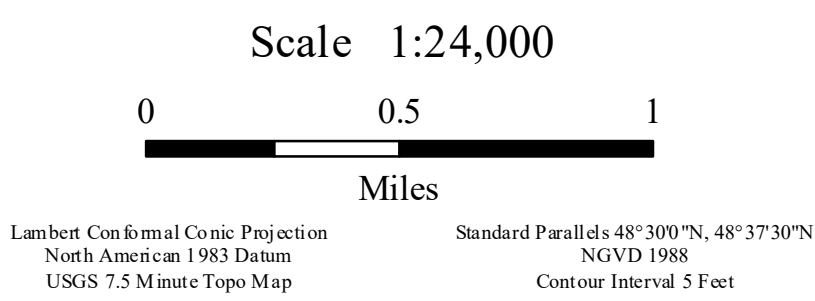 Scale 1:24,000
0 0.5 1
Miles
Lambert Conformal Conic Projection
North American 1983 Datum
USGS 7.5 Minute Topo Map
Standard Parallels 48°30'0"N, 48°37'30"N
NGVD 1988
Contour Interval 5 Feet